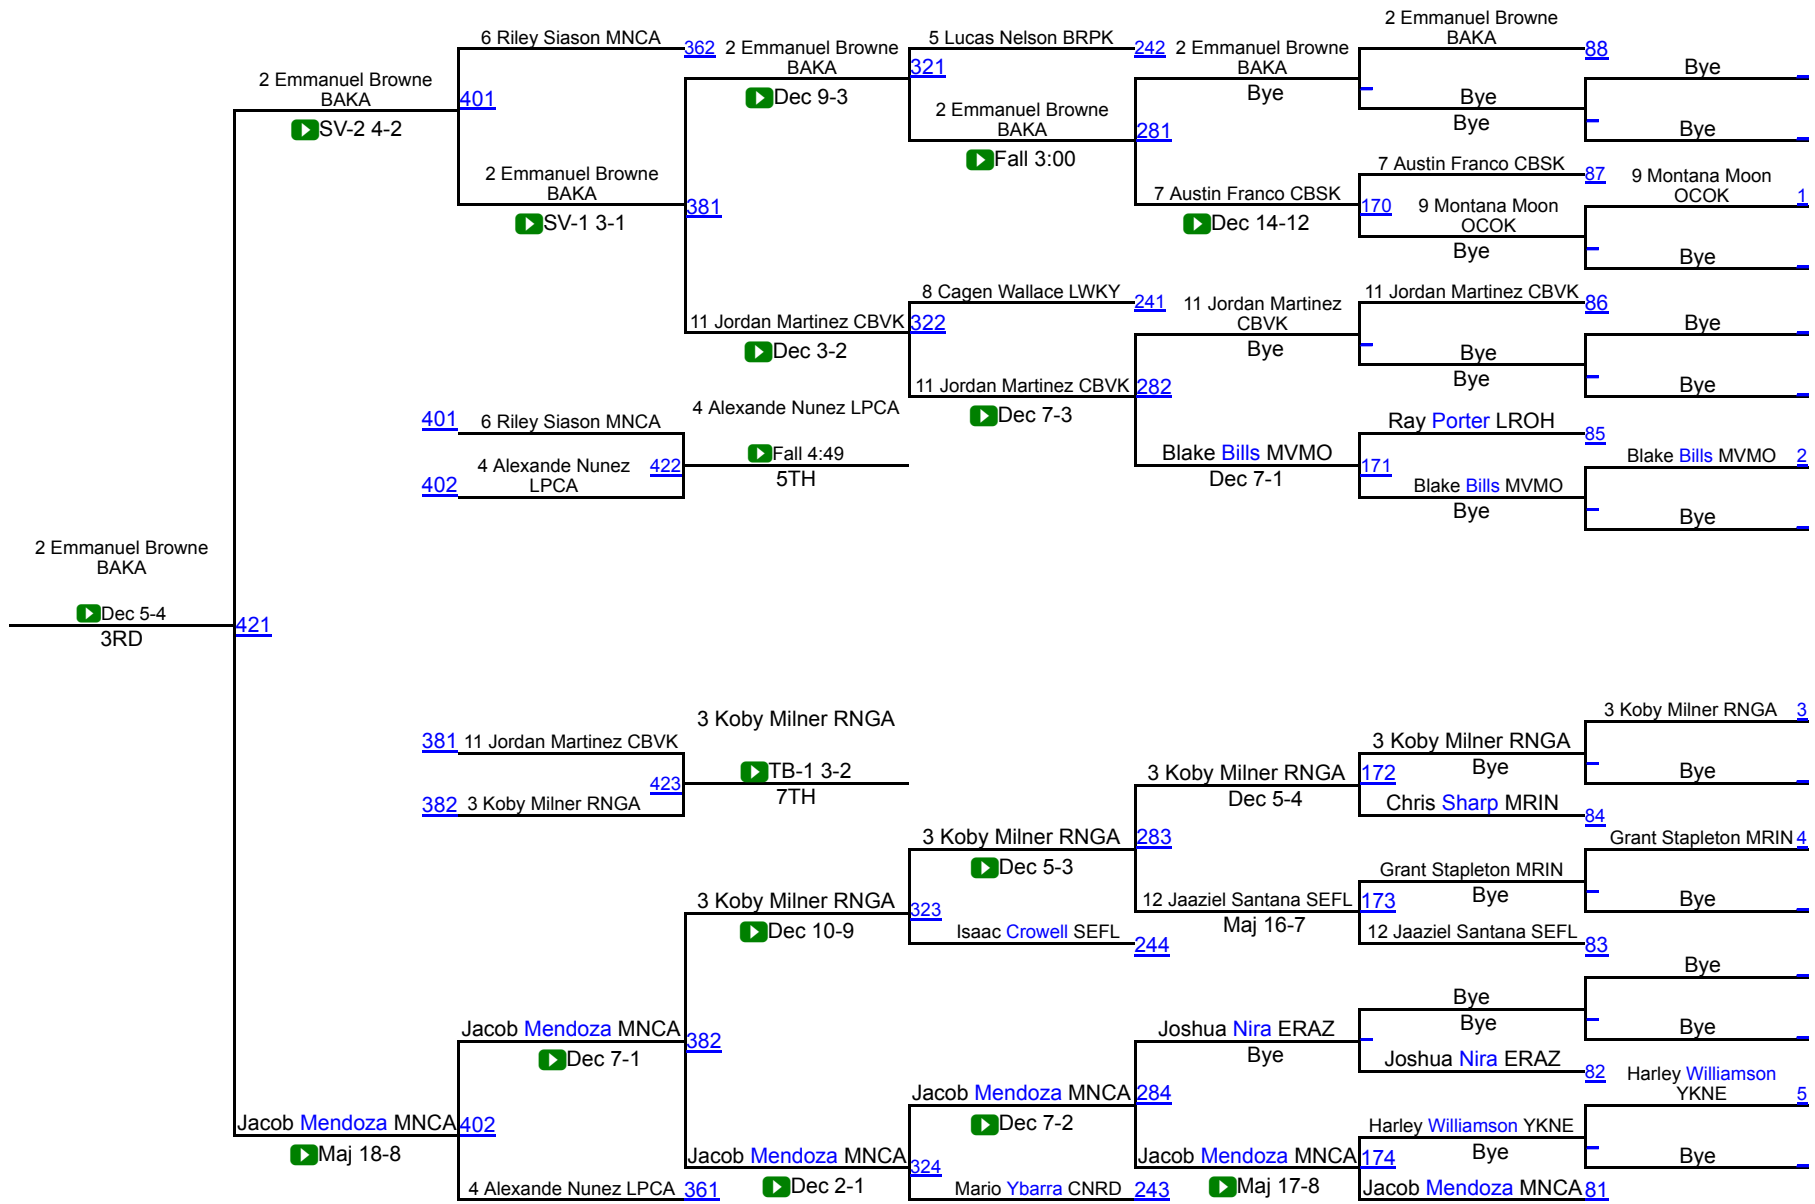 2 Emmanuel Browne
BAKA
88
6 Riley Siason MNCA 362
2 Emmanuel Browne
BAKA
5 Lucas Nelson BRPK 242
2 Emmanuel Browne
BAKA
Bye
321
2 Emmanuel Browne
BAKA
401
Dec 9-3
Bye
Bye
Bye
SV-2 4-2
2 Emmanuel Browne
BAKA
281
Bye
Fall 3:00
7 Austin Franco CBSK 87
9 Montana Moon
OCOK 1
2 Emmanuel Browne
BAKA
381
7 Austin Franco CBSK
170
9 Montana Moon
OCOK
SV-1 3-1
Dec 14-12
Bye
Bye
8 Cagen Wallace LWKY 241
11 Jordan Martinez
CBVK
11 Jordan Martinez CBVK 86
11 Jordan Martinez CBVK 322
Bye
Dec 3-2
Bye
Bye
Bye
11 Jordan Martinez CBVK 282
Bye
4 Alexande Nunez LPCA
Dec 7-3
401 6 Riley Siason MNCA
Ray Porter LROH 85
Fall 4:49
Blake Bills MVMO
Blake Bills MVMO 2
4 Alexande Nunez
LPCA
402
422
5TH
Dec 7-1
171
Blake Bills MVMO
Bye
Bye
2 Emmanuel Browne
BAKA
Dec 5-4
3RD
421
3 Koby Milner RNGA
3 Koby Milner RNGA 3
381 11 Jordan Martinez CBVK
3 Koby Milner RNGA
TB-1 3-2
3 Koby Milner RNGA
172
Bye
Bye
423
7TH
382 3 Koby Milner RNGA
Dec 5-4
Chris Sharp MRIN 84
3 Koby Milner RNGA
283
Grant Stapleton MRIN 4
Dec 5-3
Grant Stapleton MRIN
3 Koby Milner RNGA
323
12 Jaaziel Santana SEFL
173
Bye
Bye
Dec 10-9
Isaac Crowell SEFL
244
Maj 16-7
12 Jaaziel Santana SEFL 83
Bye
Bye
Jacob Mendoza MNCA
382
Joshua Nira ERAZ
Bye
Bye
Dec 7-1
Bye
Joshua Nira ERAZ 82
Harley Williamson
YKNE 5
Jacob Mendoza MNCA 284
Jacob Mendoza MNCA 402
Dec 7-2
Harley Williamson YKNE
Maj 18-8
Jacob Mendoza MNCA
324
Jacob Mendoza MNCA
174
Bye
Bye
4 Alexande Nunez LPCA 361
Dec 2-1
Mario Ybarra CNRD 243
Maj 17-8
Jacob Mendoza MNCA 81